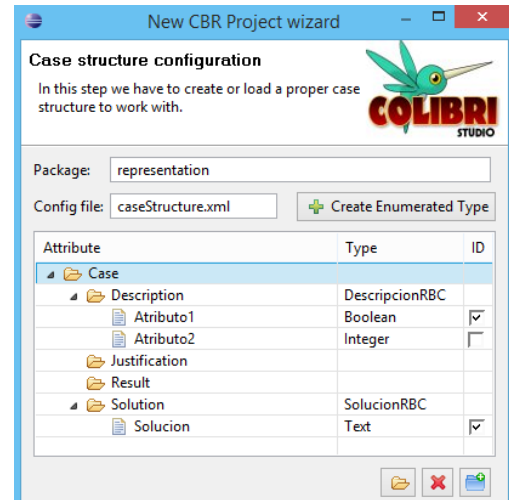 New CBR Project wizard
Case structure configuration
In this step we have to create or load a proper case
structure to work with.
COLIBRI
STUDIO
Package: representation
Config file: caseStructure.xml Create Enumerated Type
Attribute Type ID
Case
Description DescripcionRBC
Atributo1 Boolean
Atributo2 Integer
Justification
Result
Solution SolucionRBC
Solucion Text